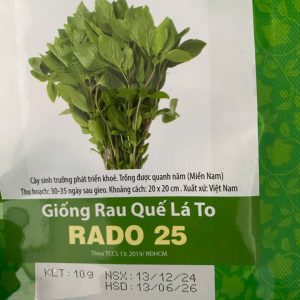 Cây sinh trưởng phát triển khoẻ. Trồng được quanh năm (Miền Nam)
Thu hoạch: 30-35 ngày sau gieo. Khoảng cách: 20 x 20 cm. Xuất xứ: Việt Nam
Giống Rau Quế Lá To
RADO 25
Theo TCCS 13: 2014/ RĐHCM
KLT: 10g
NSX: 13/12/24
HSD: 13/06/26